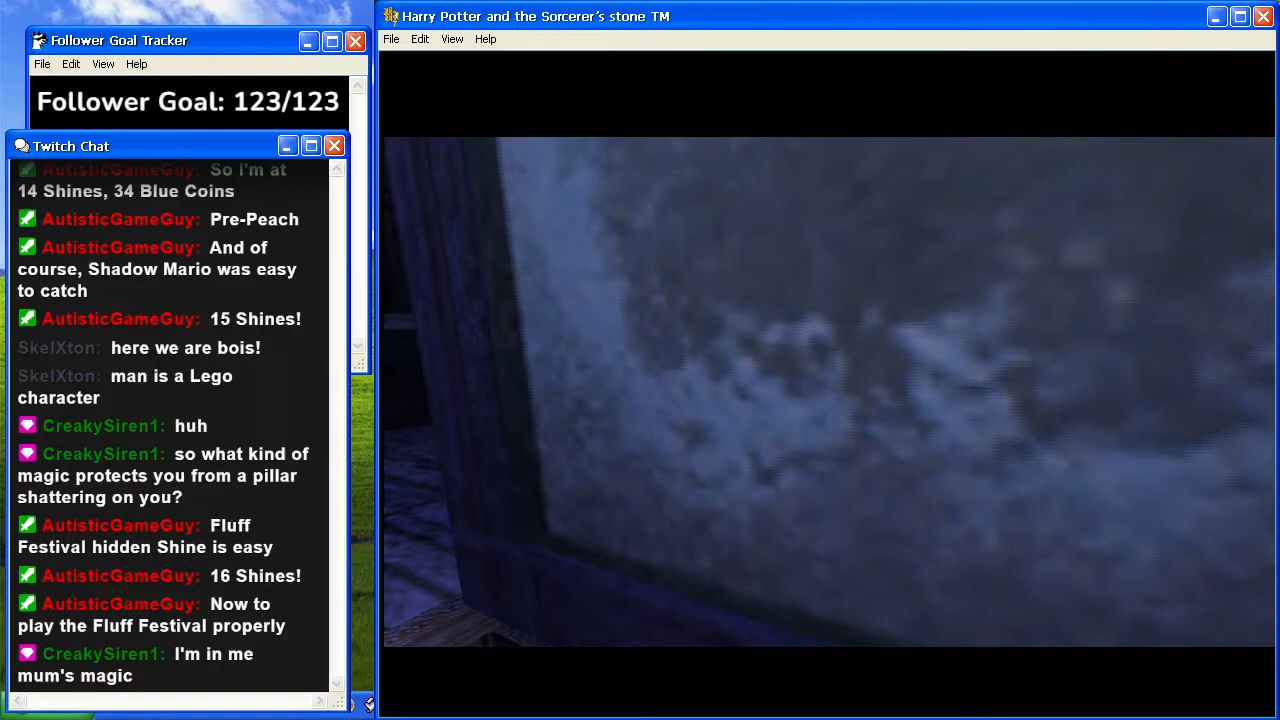 Follower Goal Tracker
File Edit View Help
Follower Goal: 123/123
Twitch Chat
AutisticGameGuy: So I'm at
14 Shines, 34 Blue Coins
AutisticGameGuy: Pre-Peach
AutisticGameGuy: And of
course, Shadow Mario was easy
to catch
AutisticGameGuy: 15 Shines!
SkelXton: here we are bois!
SkelXton: man is a Lego
character
CreakySiren1: huh
CreakySiren1: so what kind of
magic protects you from a pillar
shattering on you?
AutisticGameGuy: Fluff
Festival hidden Shine is easy
AutisticGameGuy: 16 Shines!
AutisticGameGuy: Now to
play the Fluff Festival properly
CreakySiren1: I'm in me
mum's magic
Harry Potter and the Sorcerer's stone TM
File Edit View Help